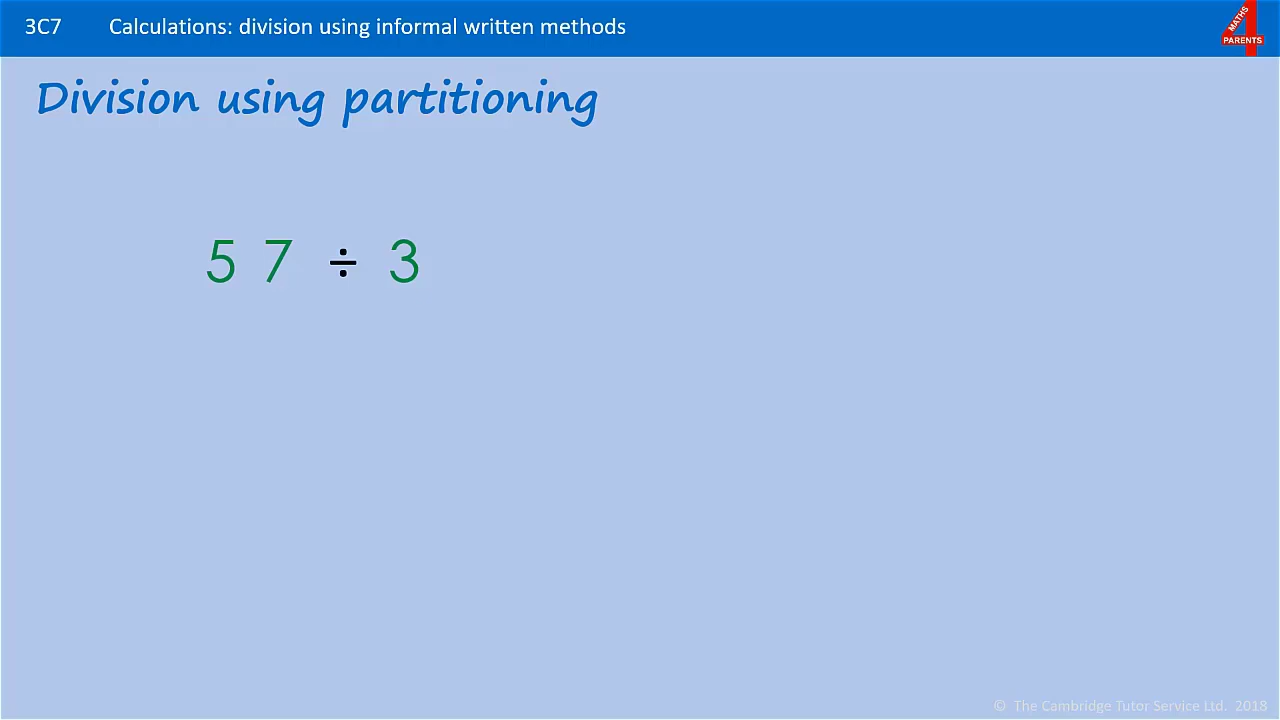 3C7 Calculations: division using informal written methods
MATHS
4
PARENTS
Division using partitioning
5 7 ÷ 3
© The Cambridge Tutor Service Ltd. 2018